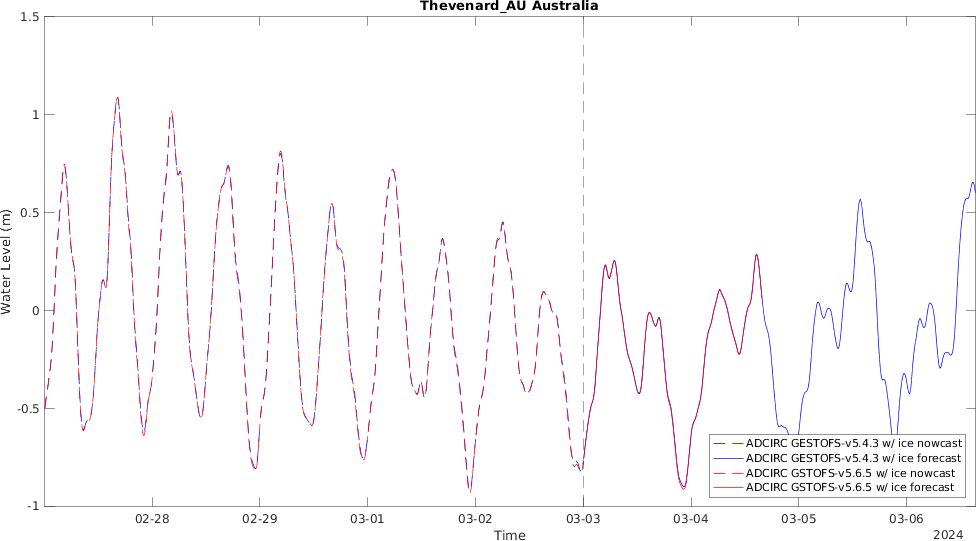 Thevenard_AU Australia
1.5
1
0.5
0
-0.5
-1
Water Level (m)
02-28
02-29
03-01
03-02
03-03
03-04
03-05
03-06
Time
2024
ADCIRC GESTOFS-v5.4.3 w/ ice nowcast
ADCIRC GESTOFS-v5.4.3 w/ ice forecast
ADCIRC GSTOFS-v5.6.5 w/ ice nowcast
ADCIRC GSTOFS-v5.6.5 w/ ice forecast